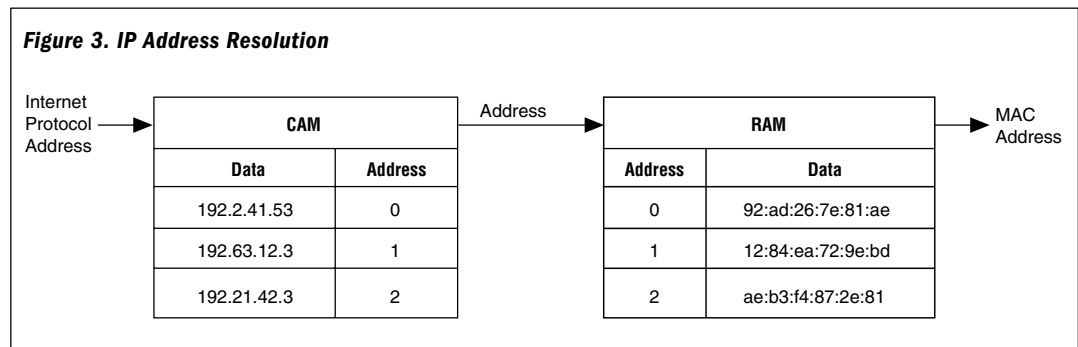 Figure 3. IP Address Resolution
Internet
Protocol
Address
CAM
Data Address
192.2.41.53 0
192.63.12.3 1
192.21.42.3 2
Address
RAM
Address Data
0 92:ad:26:7e:81:ae
1 12:84:ea:72:9e:bd
2 ae:b3:f4:87:2e:81
MAC
Address